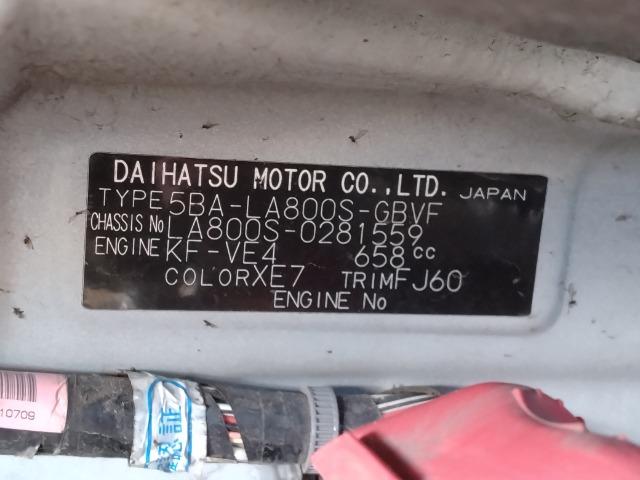 DAIHATSU MOTOR CO.,LTD. JAPAN
TYPE 5BA-LA800S-GBVF
CHASSIS No LA800S-0281559
ENGINE KF-VE4 658cc
COLOR XE7 TRIM FJ60
ENGINE No
10709